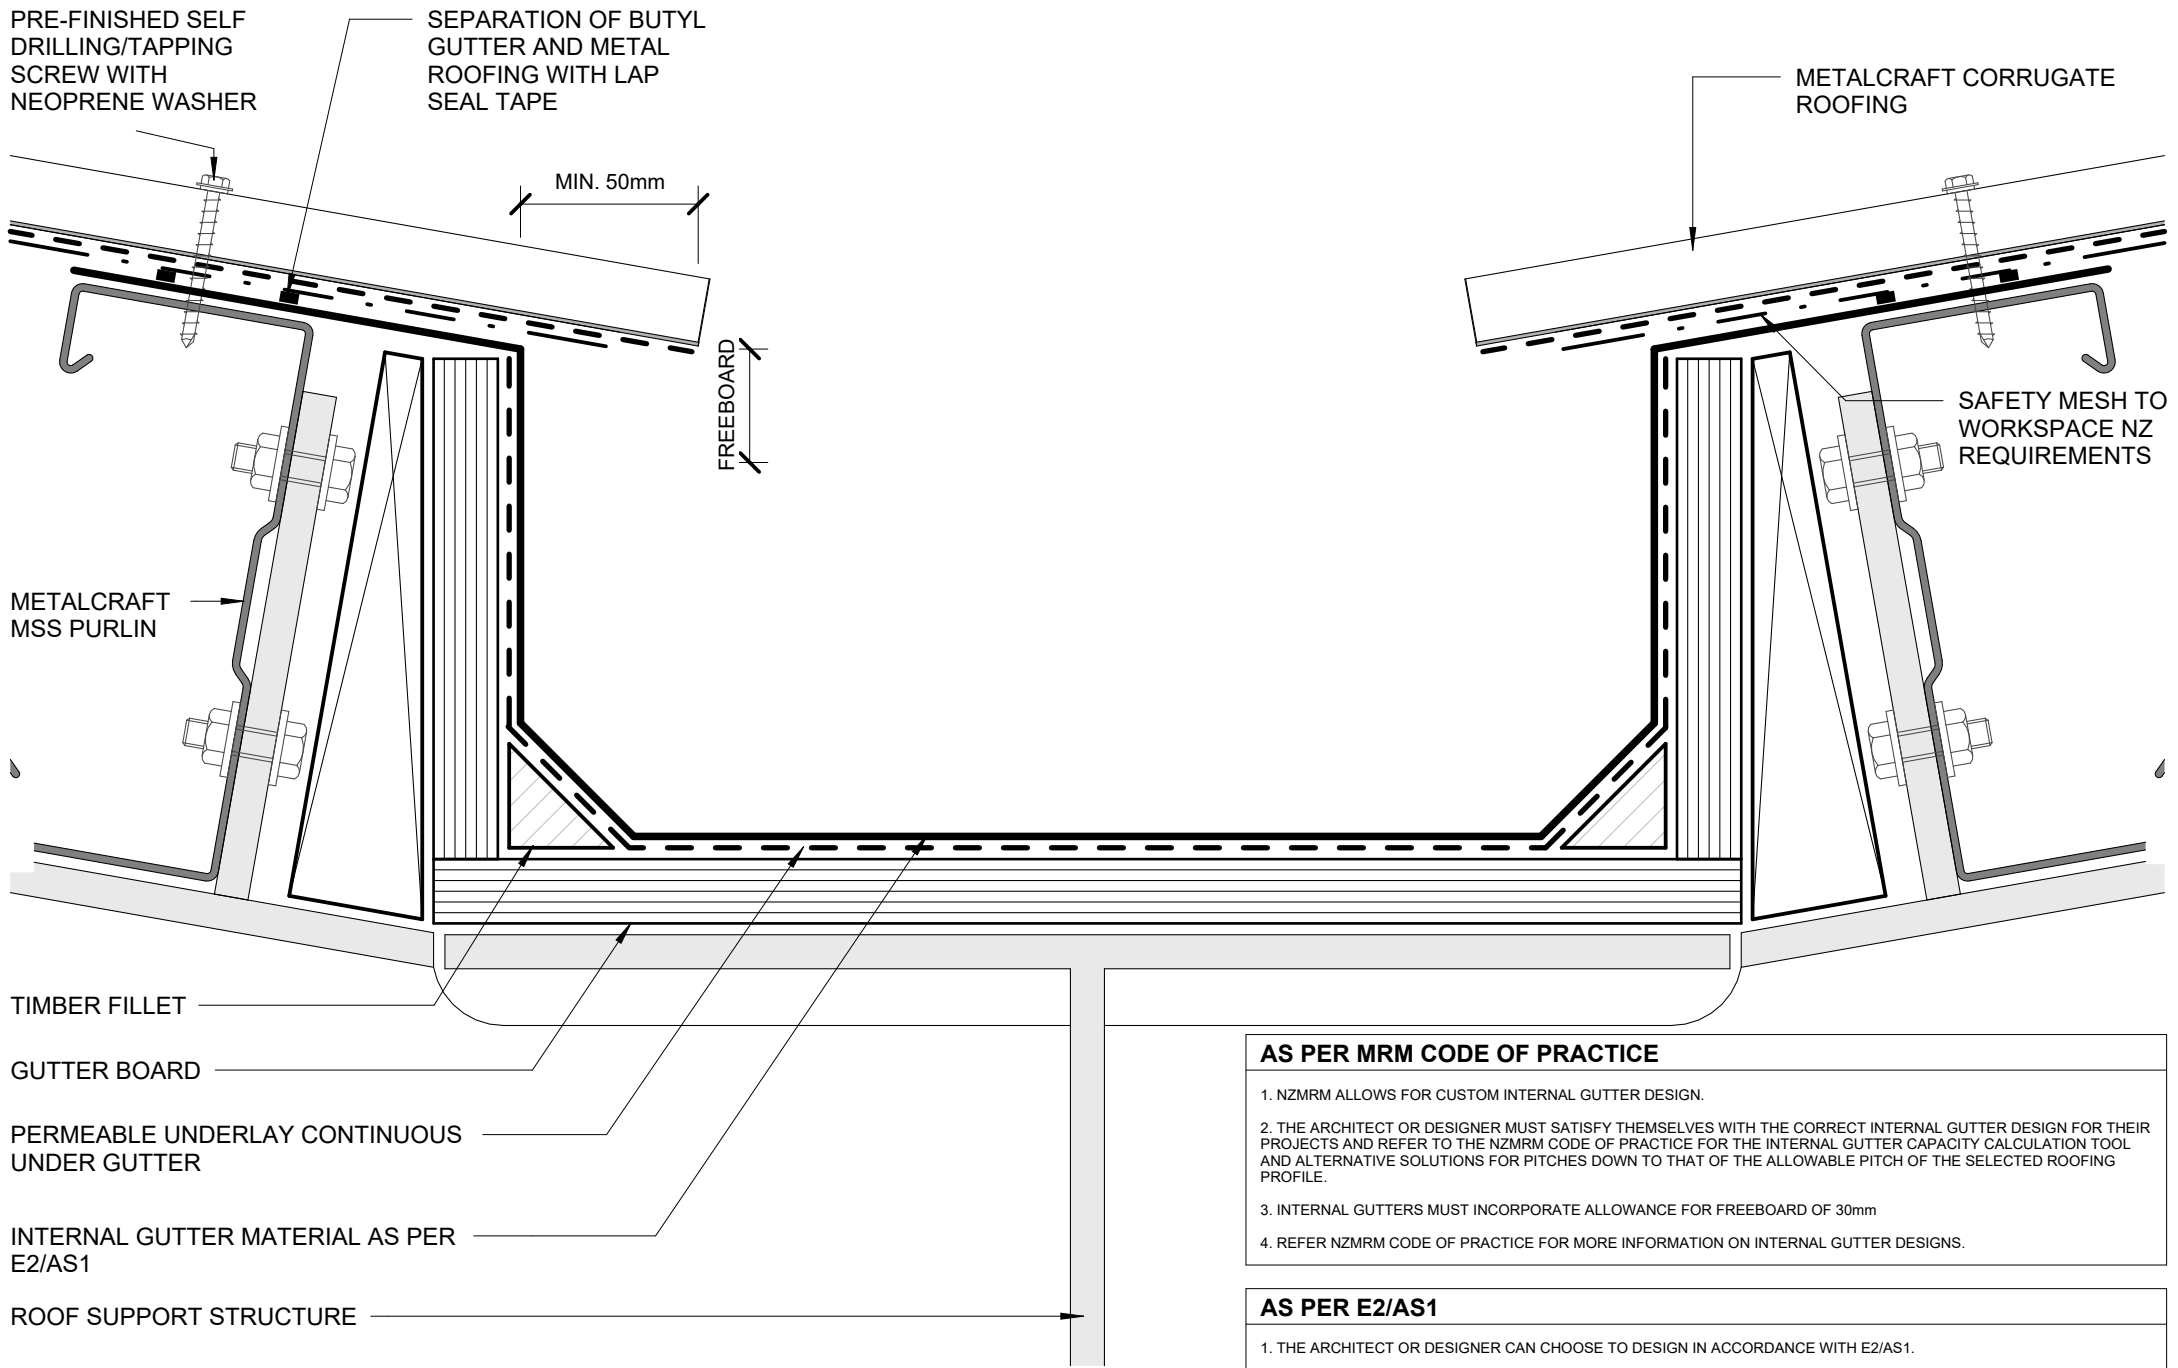 PRE-FINISHED SELF
DRILLING/TAPPING
SCREW WITH
NEOPRENE WASHER
SEPARATION OF BUTYL
GUTTER AND METAL
ROOFING WITH LAP
SEAL TAPE
METALCRAFT CORRUGATE
ROOFING
MIN. 50mm
FREEBOARD
SAFETY MESH TO
WORKSPACE NZ
REQUIREMENTS
METALCRAFT
MSS PURLIN
TIMBER FILLET
GUTTER BOARD
PERMEABLE UNDERLAY CONTINUOUS
UNDER GUTTER
INTERNAL GUTTER MATERIAL AS PER
E2/AS1
ROOF SUPPORT STRUCTURE
AS PER MRM CODE OF PRACTICE
1. NZMRM ALLOWS FOR CUSTOM INTERNAL GUTTER DESIGN.
2. THE ARCHITECT OR DESIGNER MUST SATISFY THEMSELVES WITH THE CORRECT INTERNAL GUTTER DESIGN FOR THEIR
PROJECTS AND REFER TO THE NZMRM CODE OF PRACTICE FOR THE INTERNAL GUTTER CAPACITY CALCULATION TOOL
AND ALTERNATIVE SOLUTIONS FOR PITCHES DOWN TO THAT OF THE ALLOWABLE PITCH OF THE SELECTED ROOFING
PROFILE.
3. INTERNAL GUTTERS MUST INCORPORATE ALLOWANCE FOR FREEBOARD OF 30mm
4. REFER NZMRM CODE OF PRACTICE FOR MORE INFORMATION ON INTERNAL GUTTER DESIGNS.
AS PER E2/AS1
1. THE ARCHITECT OR DESIGNER CAN CHOOSE TO DESIGN IN ACCORDANCE WITH E2/AS1.